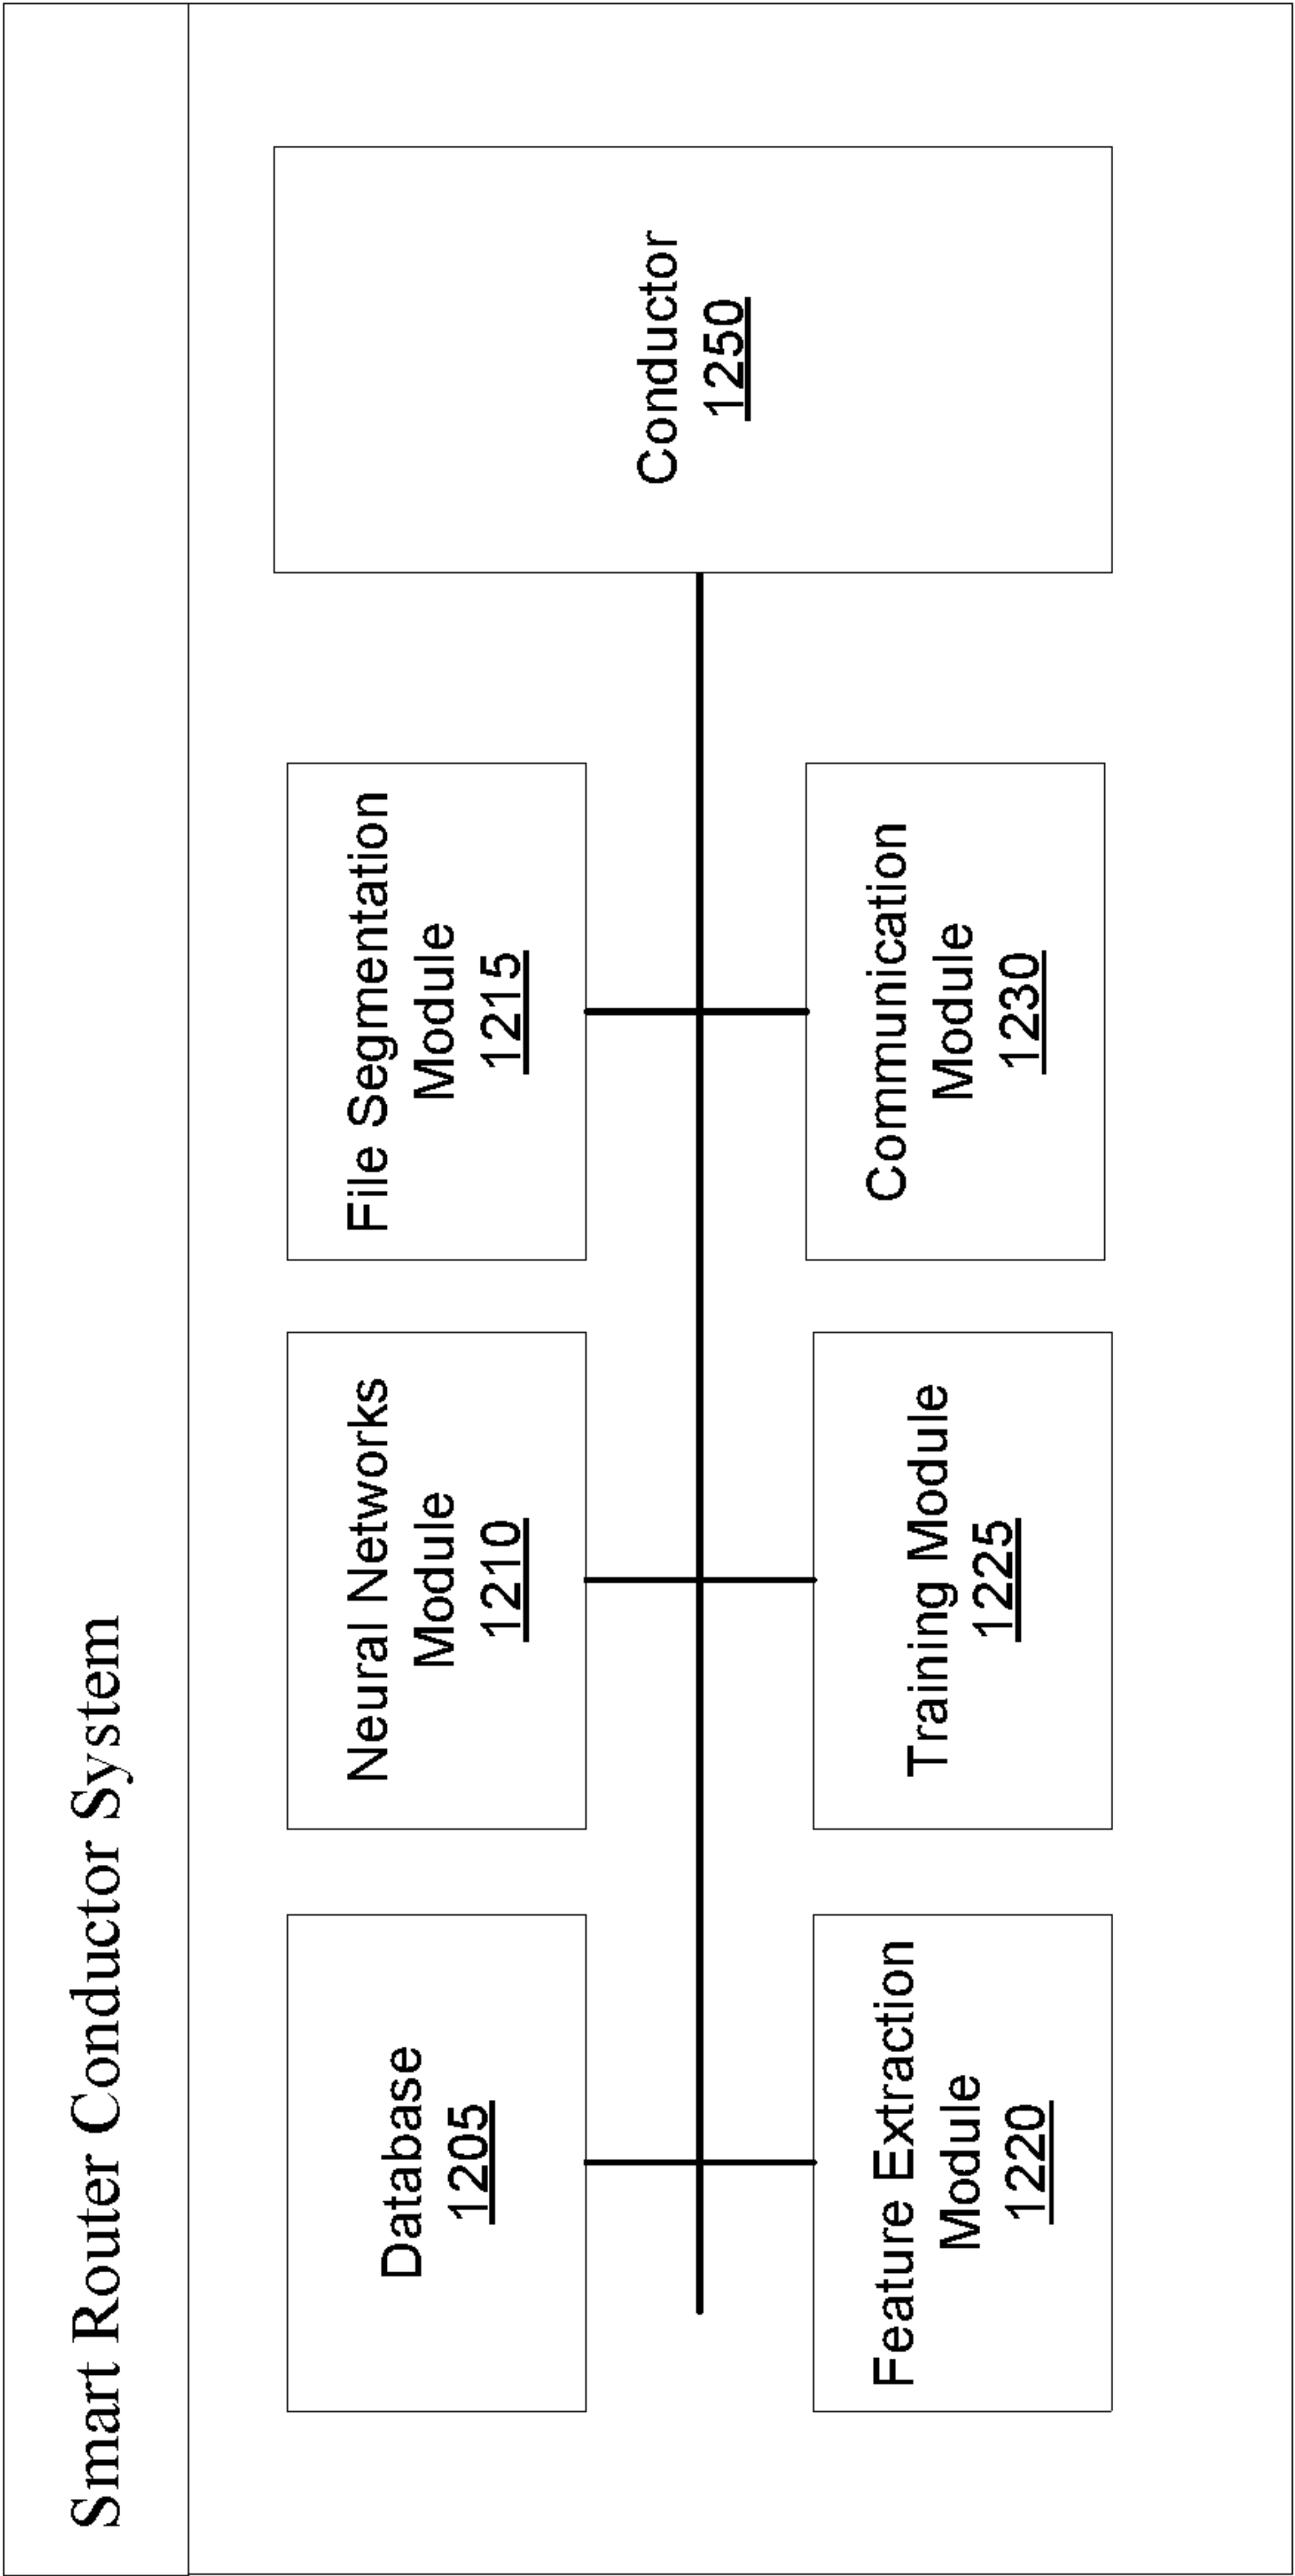 Smart Router Conductor System
Database
1205
Neural Networks
Module
1210
File Segmentation
Module
1215
Feature Extraction
Module
1220
Training Module
1225
Communication
Module
1230
Conductor
1250